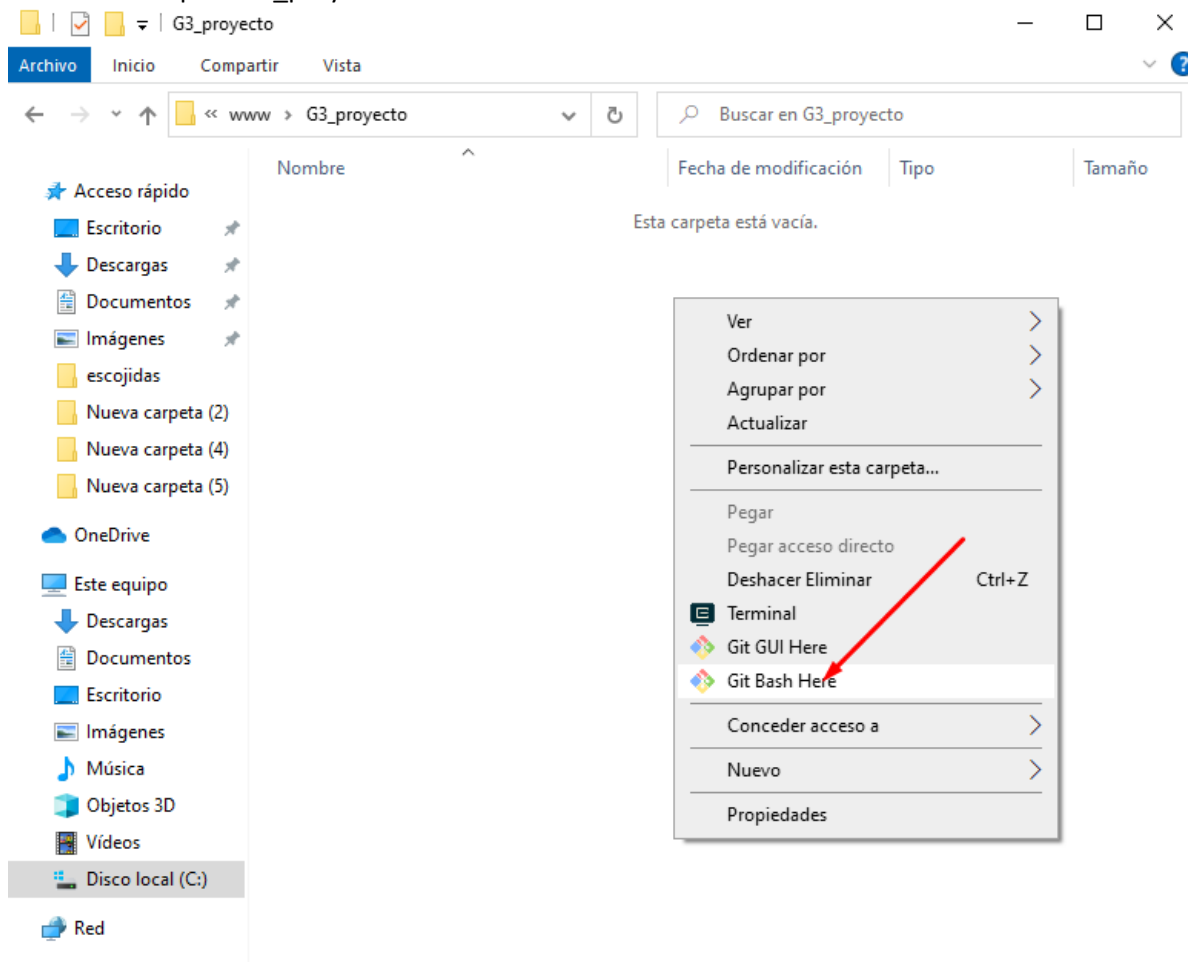 G3_proyecto
Archivo Inicio Compartir Vista
« www > G3_proyecto Buscar en G3_proyecto
Nombre Fecha de modificación Tipo Tamaño
Esta carpeta está vacía.
Acceso rápido
Escritorio
Descargas
Documentos
Imágenes
escojidas
Nueva carpeta (2)
Nueva carpeta (4)
Nueva carpeta (5)
OneDrive
Este equipo
Descargas
Documentos
Escritorio
Imágenes
Música
Objetos 3D
Vídeos
Disco local (C:)
Red
Ver
Ordenar por
Agrupar por
Actualizar
Personalizar esta carpeta...
Pegar
Pegar acceso directo
Deshacer Eliminar Ctrl+Z
Terminal
Git GUI Here
Git Bash Here
Conceder acceso a
Nuevo
Propiedades